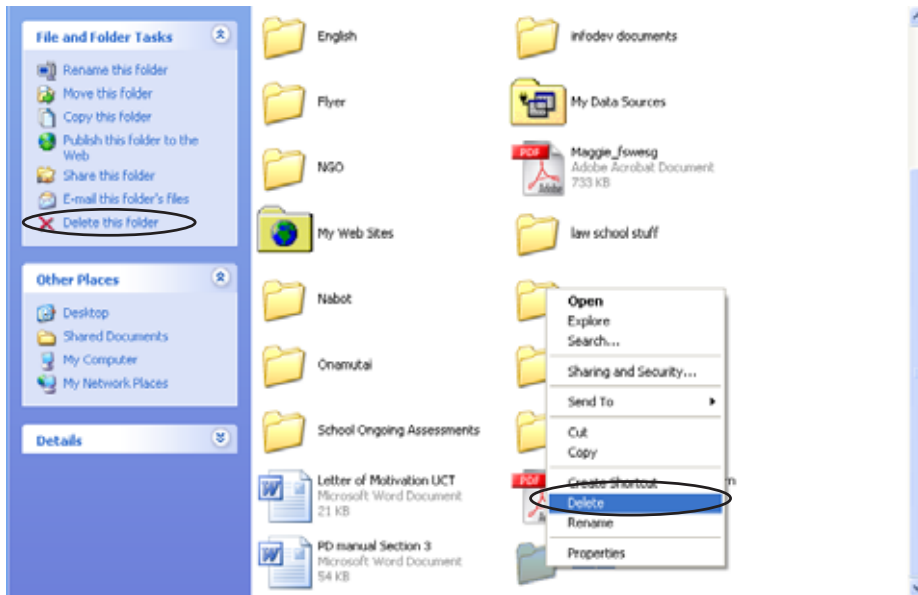 File and Folder Tasks
Rename this folder
Move this folder
Copy this folder
Publish this folder to the
Web
Share this folder
E-mail this folder's files
Delete this folder
Other Places
Desktop
Shared Documents
My Computer
My Network Places
Details
English
infodev documents
Flyer
My Data Sources
NGO
PDF
Adobe
Maggie_fswesg
Adobe Acrobat Document
733 KB
My Web Sites
law school stuff
Nabot
Onamutai
School Ongoing Assessments
Letter of Motivation UCT
Microsoft Word Document
21 KB
PDF
PD manual Section 3
Microsoft Word Document
54 KB
Open
Explore
Search...
Sharing and Security...
Send To
Cut
Copy
Create Shortcut
Delete
Rename
Properties